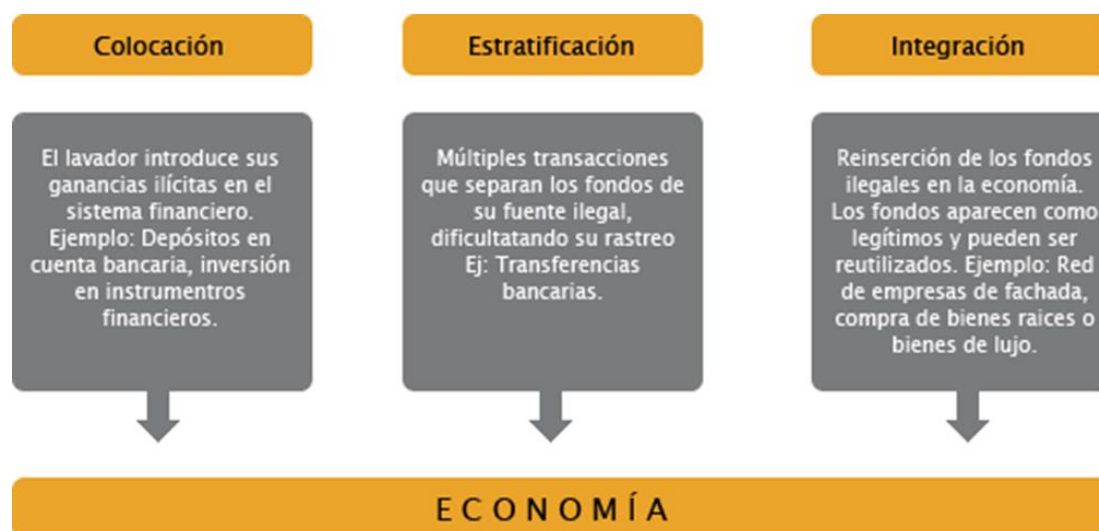 Colocación
El lavador introduce sus
ganancias ilícitas en el
sistema financiero.
Ejemplo: Depósitos en
cuenta bancaria, inversión
en instrumentros
financieros.
Estratificación
Múltiples transacciones
que separan los fondos de
su fuente ilegal,
dificultatando su rastreo
Ej: Transferencias
bancarias.
Integración
Reinserción de los fondos
ilegales en la economía.
Los fondos aparecen como
legítimos y pueden ser
reutilizados. Ejemplo: Red
de empresas de fachada,
compra de bienes raices o
bienes de lujo.
ECONOMÍA